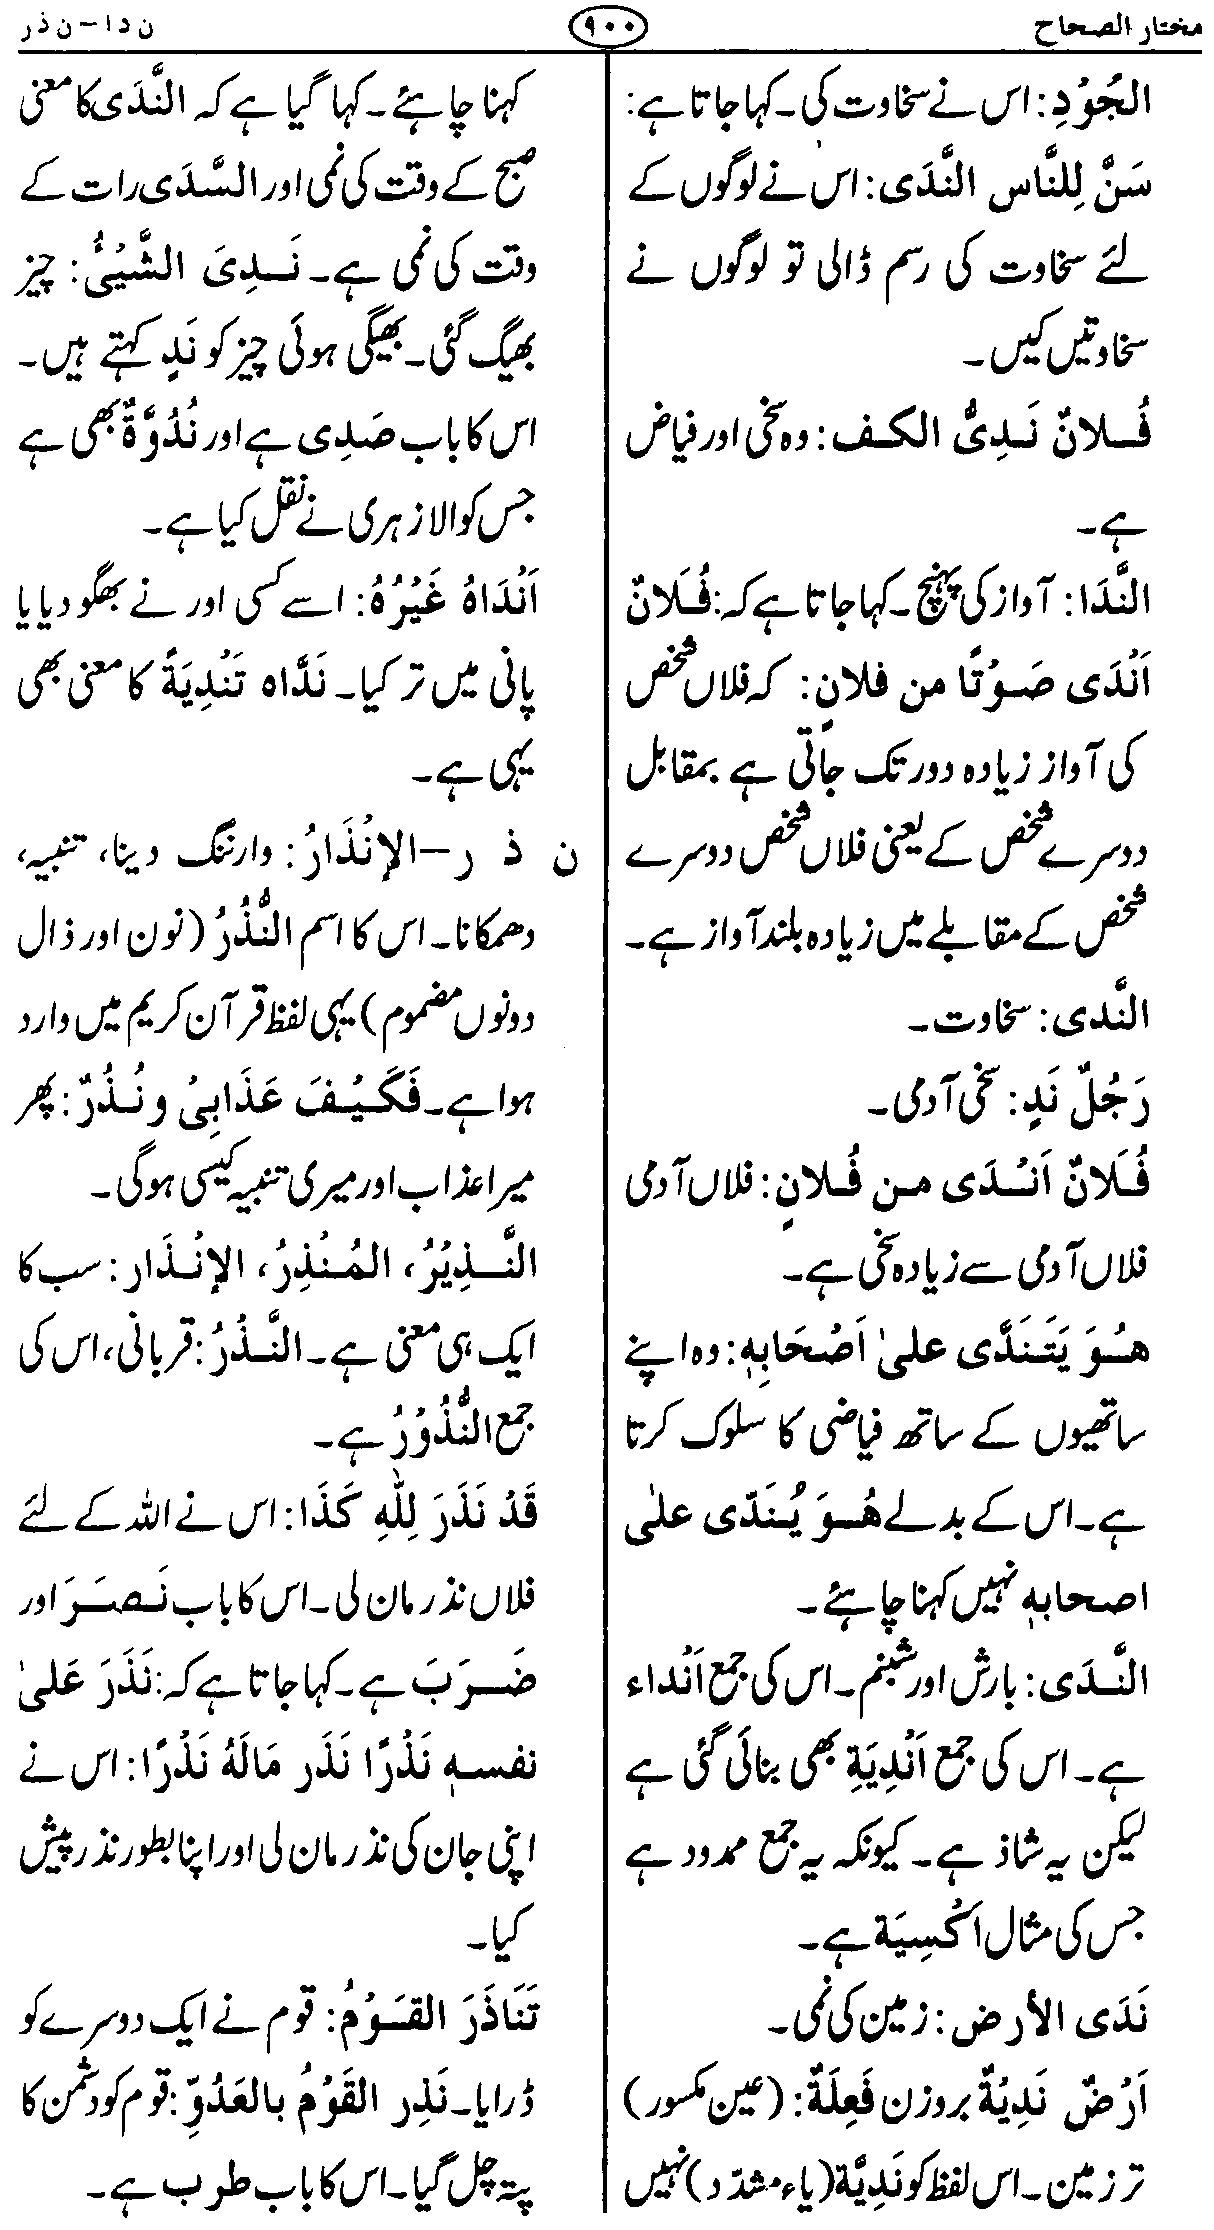 مختار الصحاح
۹۰۰
ن د ا – ن ذ ر
الجُوْدِ: اس نے سخاوت کی۔ کہا جاتا ہے:
سَنَّ لِلنَّاس النَّدَی: اس نے لوگوں کے
لئے سخاوت کی رسم ڈالی تو لوگوں نے
سخاوتیں کیں۔
فُلانٌ نَدِیُّ الکف: وہ سخی اور فیاض
ہے۔
النَّدَا: آواز کی پہنچ۔ کہا جاتا ہے کہ: فُلَانٌ
اَنْدَی صَوْتًا من فلانٍ: کہ فلاں شخص
کی آواز زیادہ دور تک جاتی ہے بمقابل
دوسرے شخص کے یعنی فلاں شخص دوسرے
شخص کے مقابلے میں زیادہ بلند آواز ہے۔
النَّدی: سخاوت۔
رَجُلٌ نَدٍ: سخی آدمی۔
فُلَانٌ اَنْدَی من فُلانٍ: فلاں آدمی
فلاں آدمی سے زیادہ سخی ہے۔
هُوَ یَتَنَدَّی علیٰ اَصْحَابِهٖ: وہ اپنے
ساتھیوں کے ساتھ فیاضی کا سلوک کرتا
ہے۔ اس کے بدلے هُوَ یُنَدّی علیٰ
اصحابهٖ نہیں کہنا چاہئے۔
النَّدَی: بارش اور شبنم۔ اس کی جمع اَنْداء
ہے۔ اس کی جمع اَنْدِیَةِ بھی بنائی گئی ہے
لیکن یہ شاذ ہے۔ کیونکہ یہ جمع ممدود ہے
جس کی مثال اَکْسِیَة ہے۔
نَدَی الأرض: زمین کی نمی۔
اَرْضٌ نَدِیْةٌ بروزن فَعِلَةٌ: (عین مکسور)
تر زمین۔ اس لفظ کو نَدِیَّة (یاء مشدّد) نہیں
کہنا چاہئے۔ کہا گیا ہے کہ النَّدَی کا معنی
صبح کے وقت کی نمی اور السَّدَی رات کے
وقت کی نمی ہے۔ نَدِیَ الشَّیْئُ: چیز
بھیگ گئی۔ بھیگی ہوئی چیز کو نَدٍ کہتے ہیں۔
اس کا باب صَدِی ہے اور نُدُوَّةٌ بھی ہے
جس کو الازہری نے نقل کیا ہے۔
اَنْدَاهُ غَیْرُهُ: اسے کسی اور نے بھگو دیا یا
پانی میں تر کیا۔ نَدَّاه تَنْدِیَةً کا معنی بھی
یہی ہے۔
ن ذ ر – الإنْذَارُ: وارننگ دینا، تنبیہ،
دھمکانا۔ اس کا اسم النُّذُرُ (نون اور ذال
دونوں مضموم) یہی لفظ قرآن کریم میں وارد
ہوا ہے۔ فَکَیْفَ عَذَابِیْ و نُذُرٌ: پھر
میرا عذاب اور میری تنبیہ کیسی ہوگی۔
النَّذِیْرُ، المُنْذِرُ، الإنْذَار: سب کا
ایک ہی معنی ہے۔ النَّذْرُ: قربانی، اس کی
جمع النُّذُوْرُ ہے۔
قَدْ نَذَرَ لِلّٰهِ کَذَا: اس نے اللہ کے لئے
فلاں نذر مان لی۔ اس کا باب نَصَرَ اور
ضَرَبَ ہے۔ کہا جاتا ہے کہ: نَذَرَ عَلیٰ
نفسهٖ نَذْرًا نَذَر مَالَهُ نَذْرًا: اس نے
اپنی جان کی نذر مان لی اور اپنا بطور نذر پیش
کیا۔
تَنَاذَرَ القَوْمُ: قوم نے ایک دوسرے کو
ڈرایا۔ نَذِر القَوْمُ بالعَدُوِّ: قوم کو دشمن کا
پتہ چل گیا۔ اس کا باب طرب ہے۔